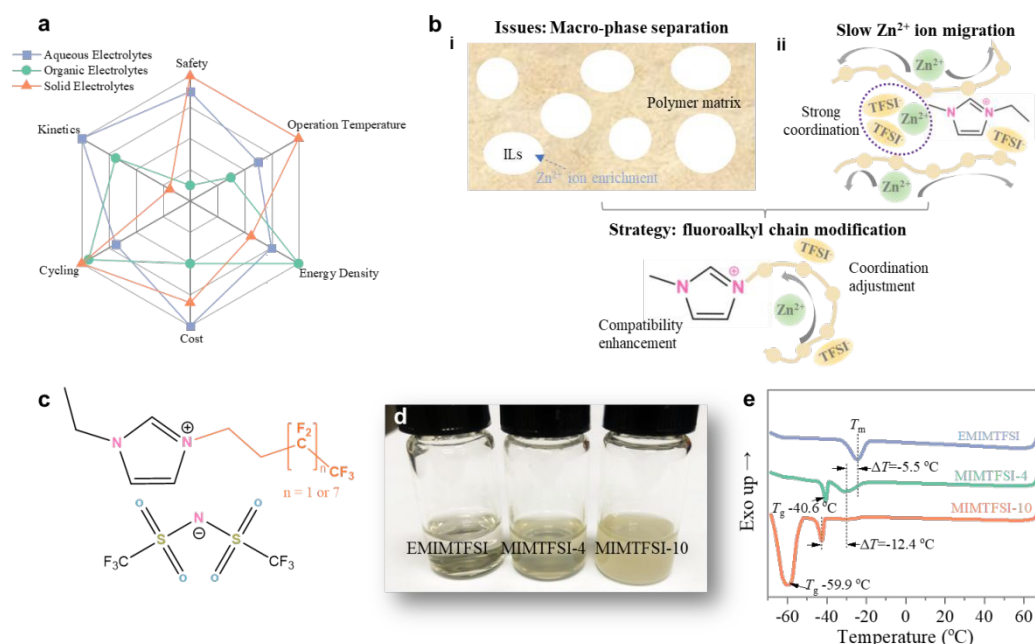 a
Aqueous Electrolytes
Organic Electrolytes
Solid Electrolytes
Safety
Operation Temperature
Energy Density
Cost
Cycling
Kinetics
b
Issues: Macro-phase separation
i
Polymer matrix
ILs
Zn²⁺ ion enrichment
Slow Zn²⁺ ion migration
ii
Zn²⁺
Strong
coordination
TFSI⁻
Zn²⁺
TFSI⁻
N
N
⊕
TFSI⁻
Zn²⁺
Strategy: fluoroalkyl chain modification
TFSI⁻
N
N
⊕
Coordination
adjustment
Zn²⁺
Compatibility
enhancement
TFSI⁻
c
N
N
⊕
F₂
C
n
CF₃
n = 1 or 7
O
O
N
⊖
S
S
F₃C
CF₃
O
O
d
EMIMTFSI
MIMTFSI-4
MIMTFSI-10
e
Exo up →
Tm
EMIMTFSI
ΔT=-5.5 °C
MIMTFSI-4
Tg -40.6 °C
MIMTFSI-10
ΔT=-12.4 °C
Tg -59.9 °C
-60 -40 -20 0 20 40 60
Temperature (°C)